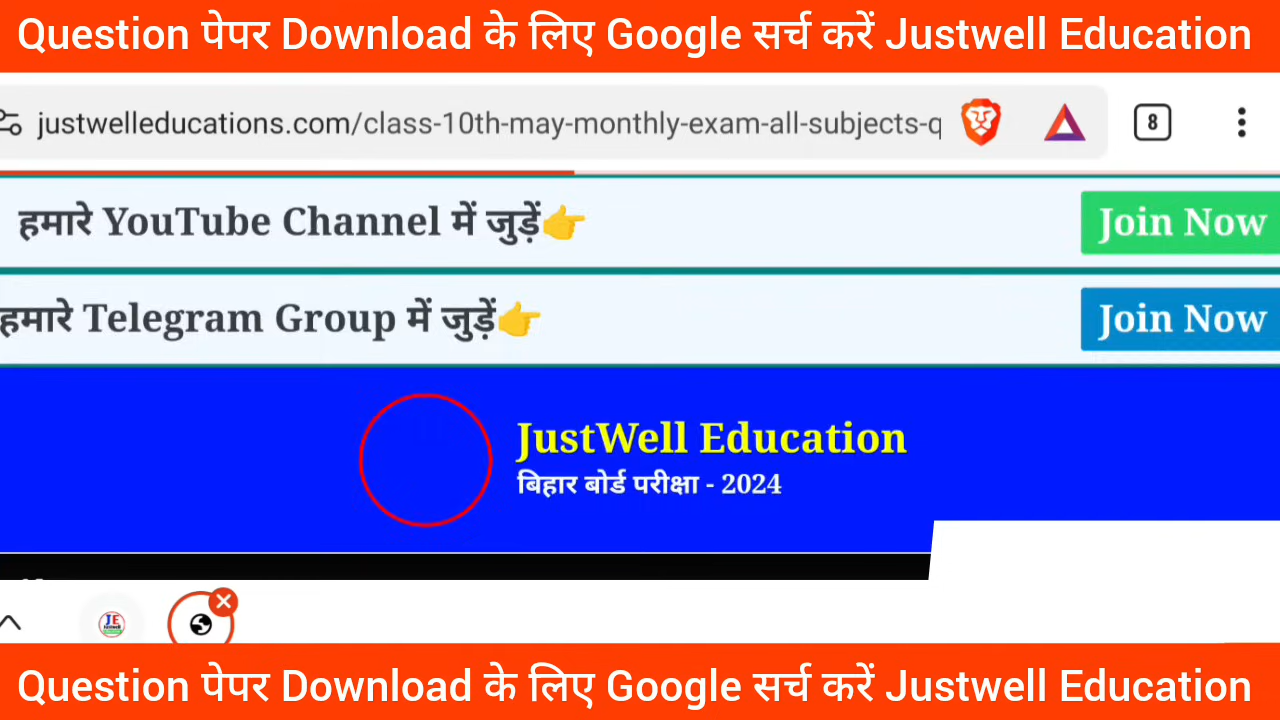 Question पेपर Download के लिए Google सर्च करें Justwell Education
justwelleducations.com/class-10th-may-monthly-exam-all-subjects-q
8
हमारे YouTube Channel में जुड़ें👉
Join Now
हमारे Telegram Group में जुड़ें👉
Join Now
JustWell Education
बिहार बोर्ड परीक्षा - 2024
JE
Question पेपर Download के लिए Google सर्च करें Justwell Education